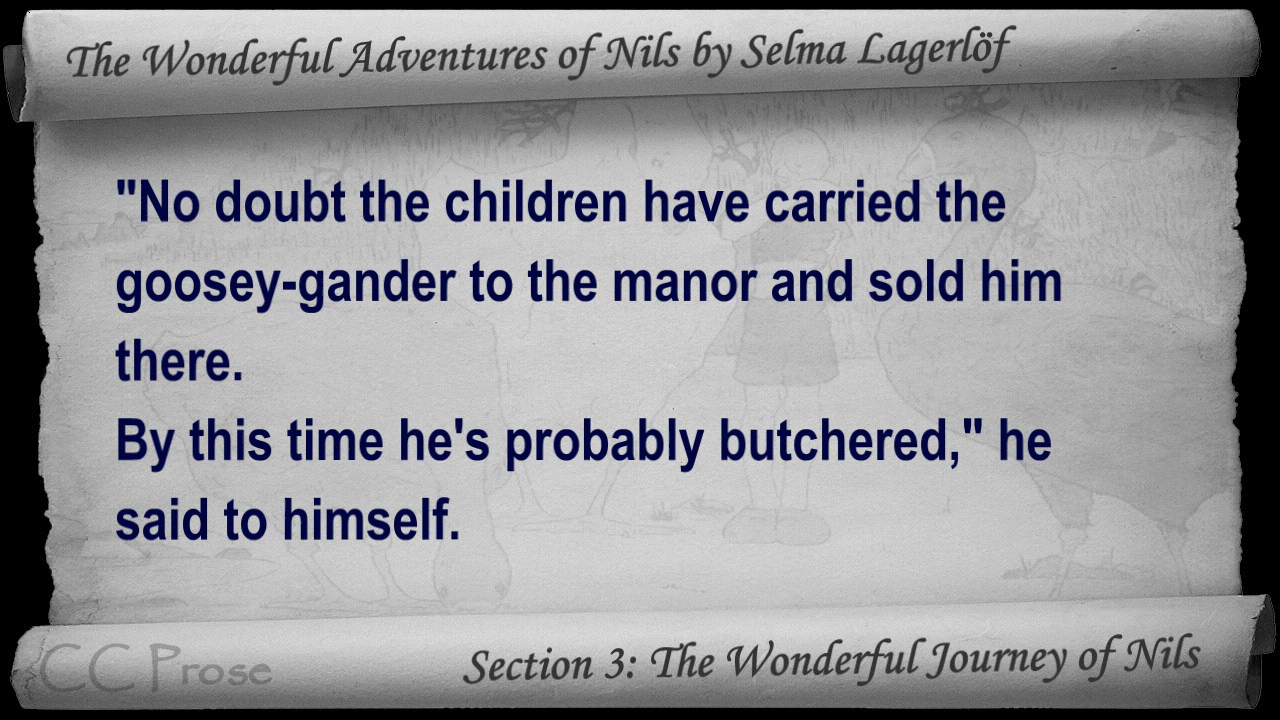 The Wonderful Adventures of Nils by Selma Lagerlöf
"No doubt the children have carried the
goosey-gander to the manor and sold him
there.
By this time he's probably butchered," he
said to himself.
CC Prose
Section 3: The Wonderful Journey of Nils